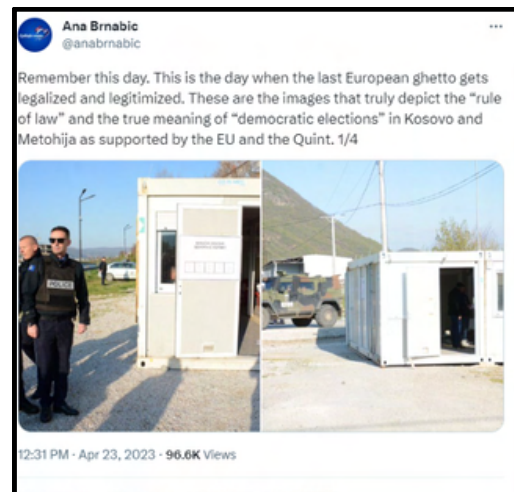 Ana Brnabic
@anabrnabic
Remember this day. This is the day when the last European ghetto gets
legalized and legitimized. These are the images that truly depict the “rule
of law” and the true meaning of “democratic elections” in Kosovo and
Metohija as supported by the EU and the Quint. 1/4
POLICE
12:31 PM · Apr 23, 2023 · 96.6K Views